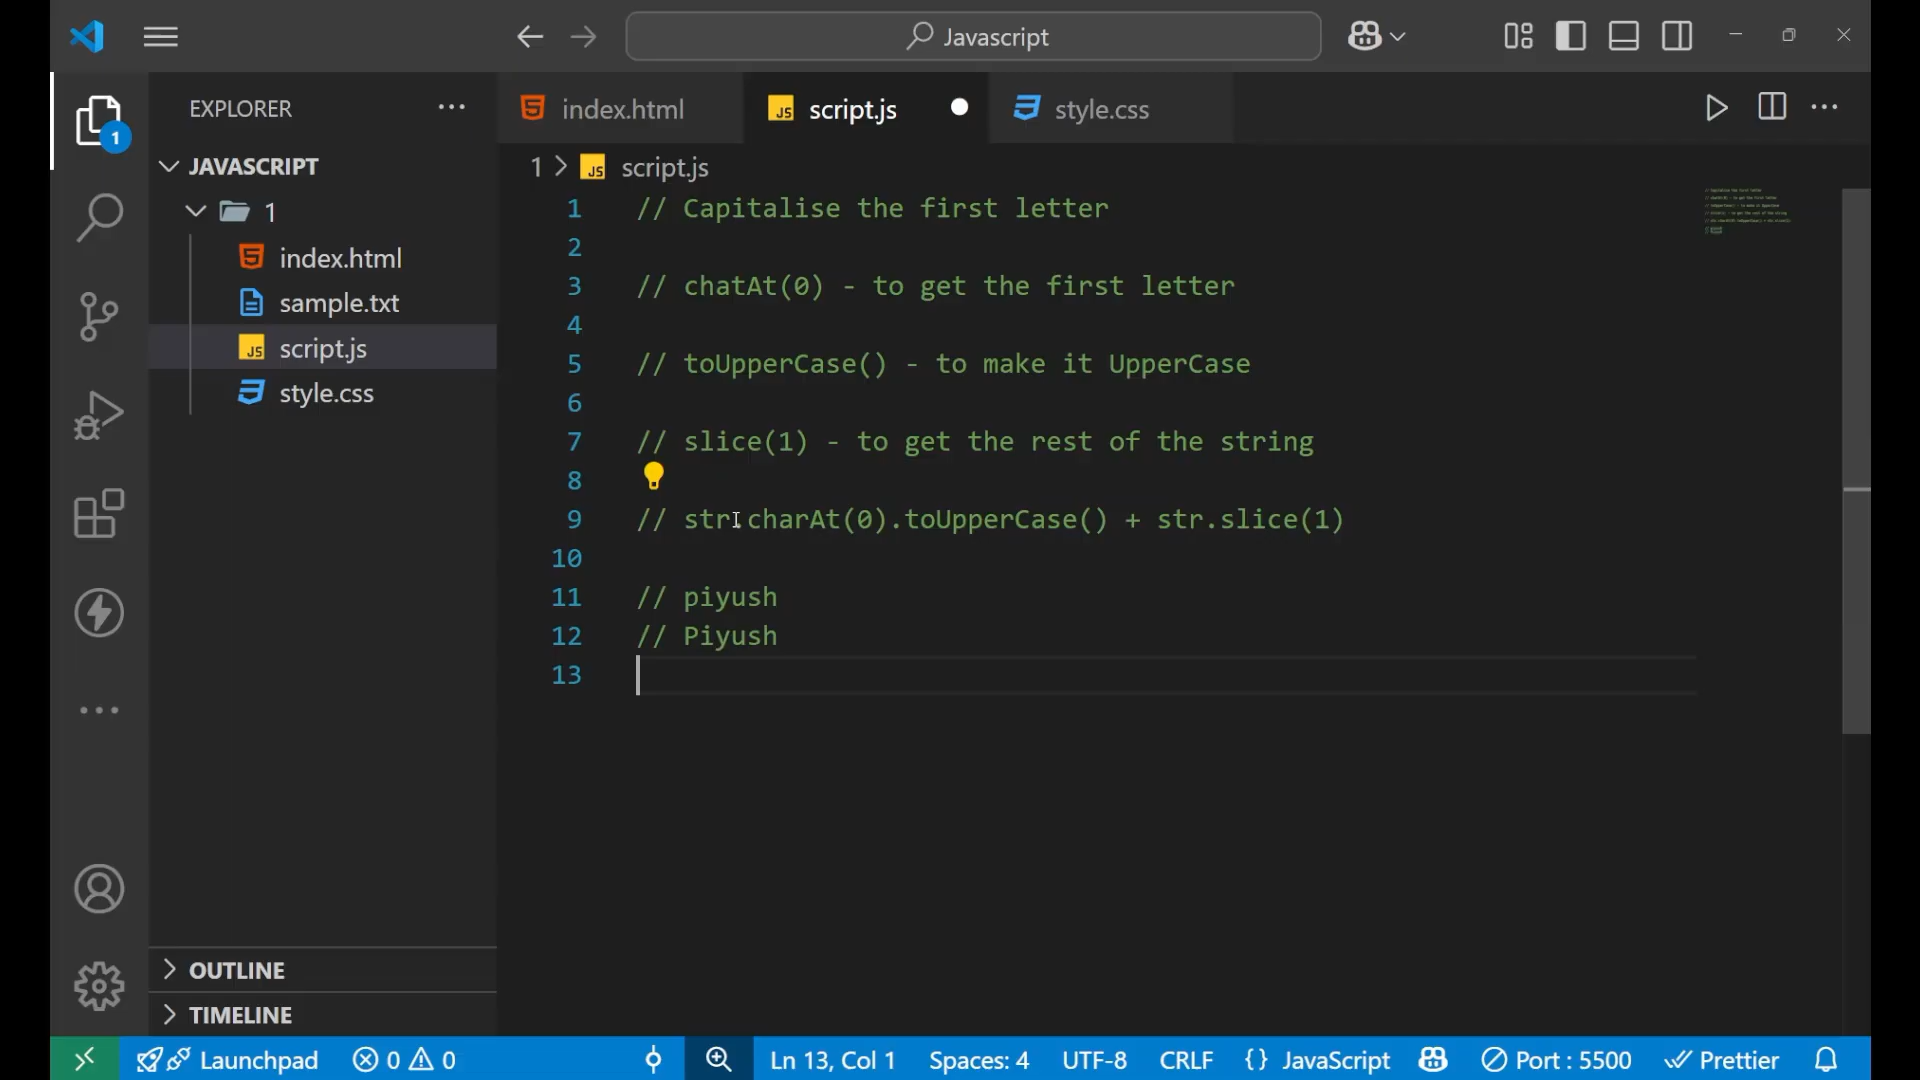 Javascript
EXPLORER
index.html
script.js
style.css
1
JAVASCRIPT
1
index.html
sample.txt
script.js
style.css
1 > script.js
1 // Capitalise the first letter
2
3 // chatAt(0) - to get the first letter
4
5 // toUpperCase() - to make it UpperCase
6
7 // slice(1) - to get the rest of the string
8
9 // str.charAt(0).toUpperCase() + str.slice(1)
10
11 // piyush
12 // Piyush
13
OUTLINE
TIMELINE
Launchpad 0 0 Ln 13, Col 1 Spaces: 4 UTF-8 CRLF {} JavaScript Port : 5500 Prettier